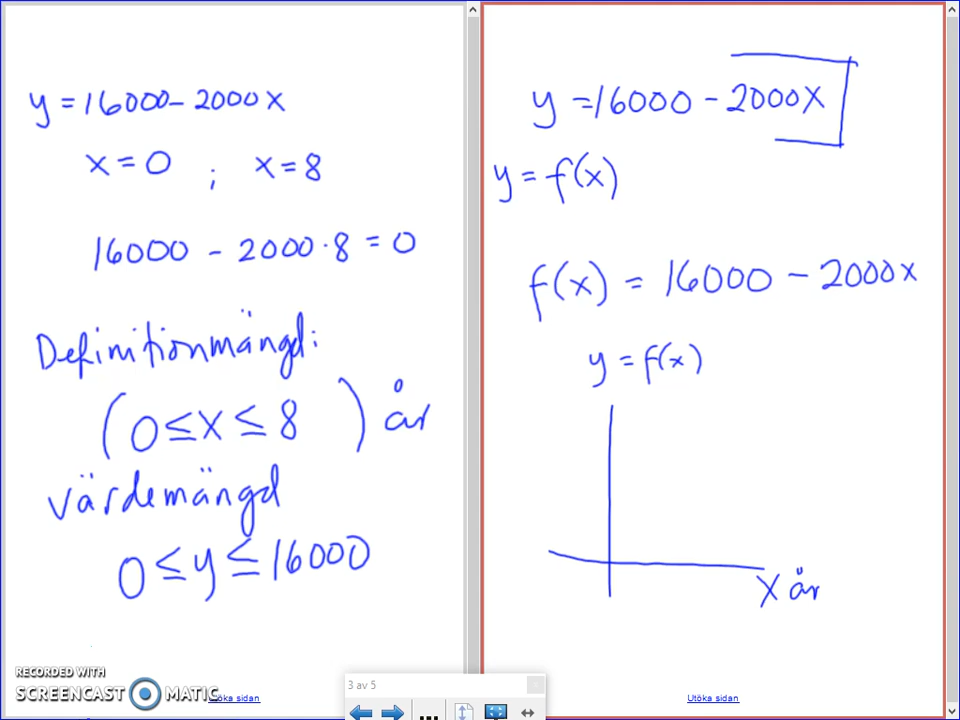 y = 16000 - 2000x
x = 0 ; x = 8
16000 - 2000 · 8 = 0
Definitionmängd:
(0 ≤ x ≤ 8) år
värdemängd
0 ≤ y ≤ 16000
y = 16000 - 2000x
y = f(x)
f(x) = 16000 - 2000x
y = f(x)
x år
RECORDED WITH
SCREENCAST MATIC
Utöka sidan
3 av 5
Utöka sidan